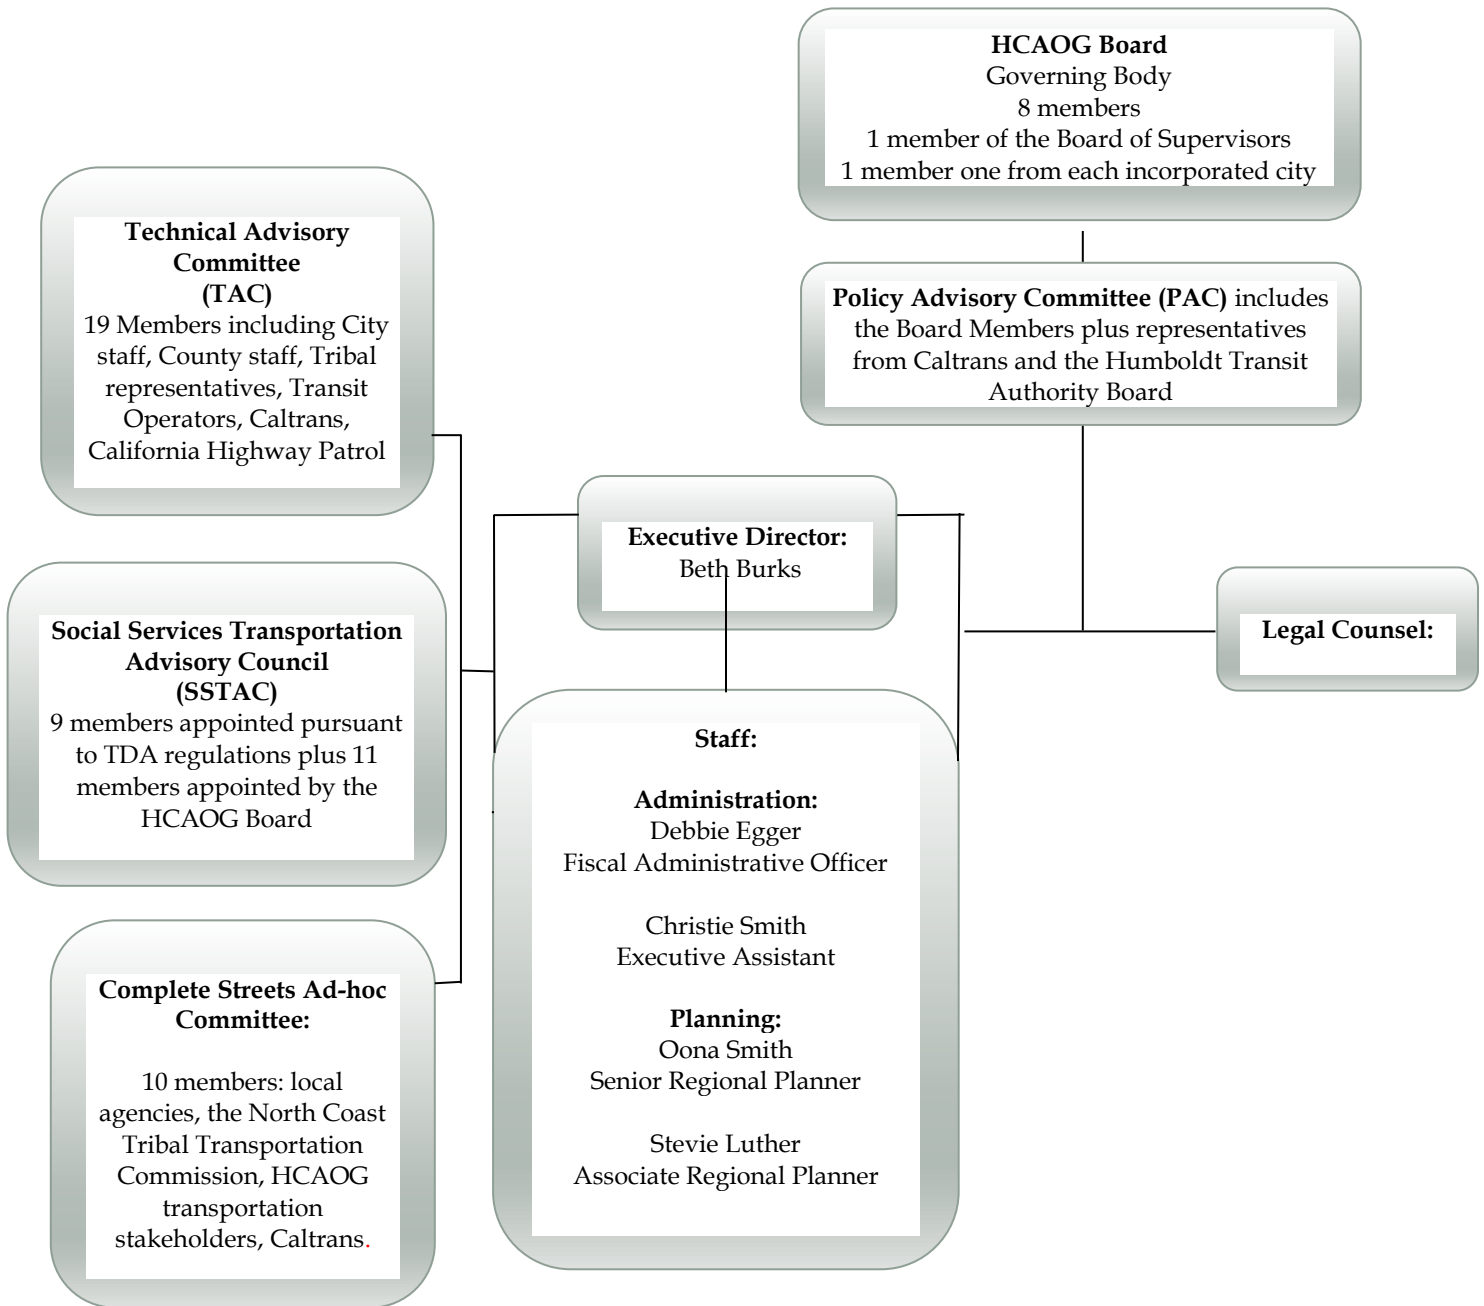 HCAOG Board
Governing Body
8 members
1 member of the Board of Supervisors
1 member one from each incorporated city
Policy Advisory Committee (PAC) includes
the Board Members plus representatives
from Caltrans and the Humboldt Transit
Authority Board
Technical Advisory
Committee
(TAC)
19 Members including City
staff, County staff, Tribal
representatives, Transit
Operators, Caltrans,
California Highway Patrol
Executive Director:
Beth Burks
Legal Counsel:
Social Services Transportation
Advisory Council
(SSTAC)
9 members appointed pursuant
to TDA regulations plus 11
members appointed by the
HCAOG Board
Staff:
Administration:
Debbie Egger
Fiscal Administrative Officer
Christie Smith
Executive Assistant
Planning:
Oona Smith
Senior Regional Planner
Stevie Luther
Associate Regional Planner
Complete Streets Ad-hoc
Committee:
10 members: local
agencies, the North Coast
Tribal Transportation
Commission, HCAOG
transportation
stakeholders, Caltrans.